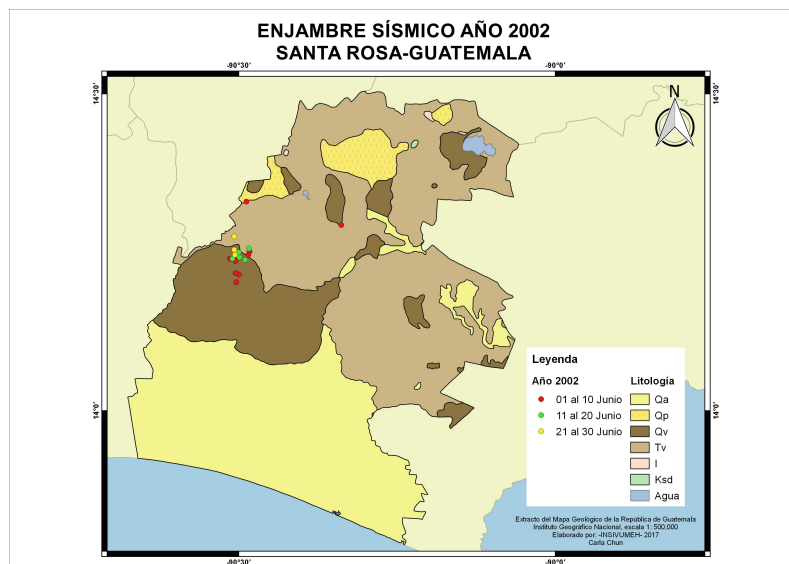 ENJAMBRE SÍSMICO AÑO 2002
SANTA ROSA-GUATEMALA
-90°30'
-90°0'
14°30'
14°30'
N
14°0'
14°0'
Leyenda
Año 2002
Litología
01 al 10 Junio
11 al 20 Junio
21 al 30 Junio
Qa
Qp
Qv
Tv
I
Ksd
Agua
Extracto del Mapa Geológico de la República de Guatemala
Instituto Geográfico Nacional, escala 1: 500,000
Elaborado por: -INSIVUMEH- 2017
Carla Chun
-90°30'
-90°0'